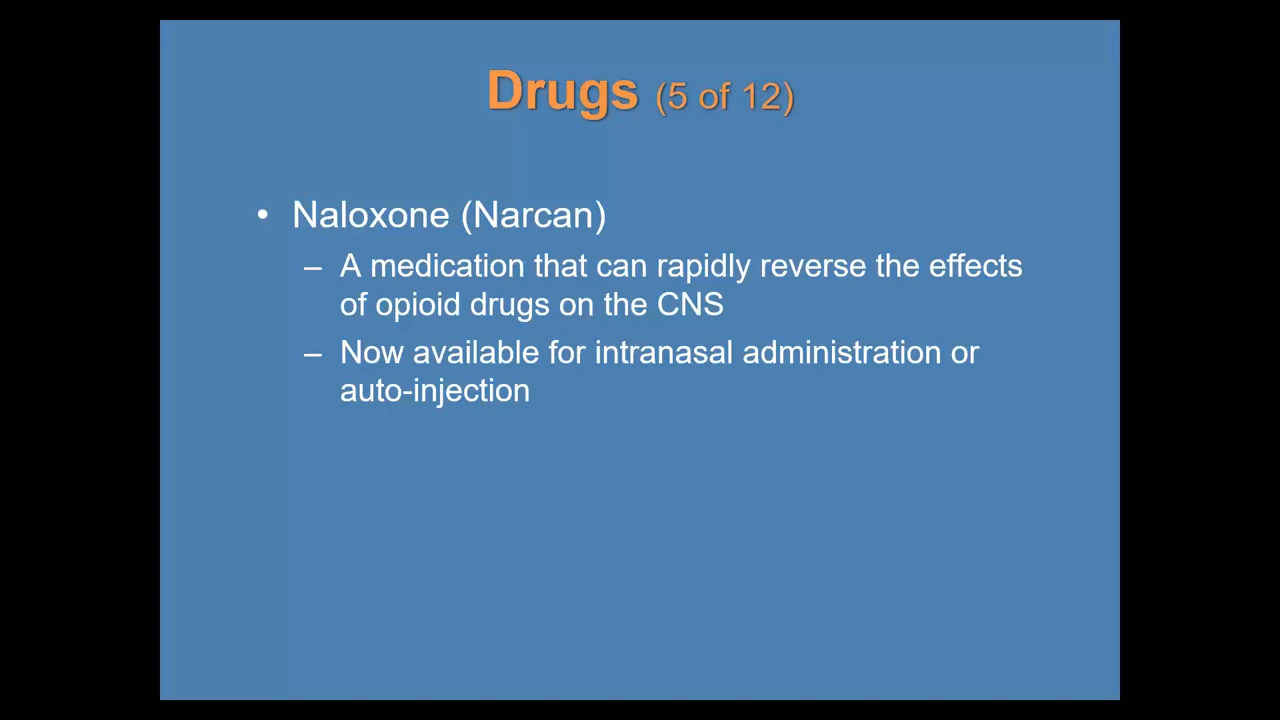 Drugs (5 of 12)
• Naloxone (Narcan)
– A medication that can rapidly reverse the effects
of opioid drugs on the CNS
– Now available for intranasal administration or
auto-injection